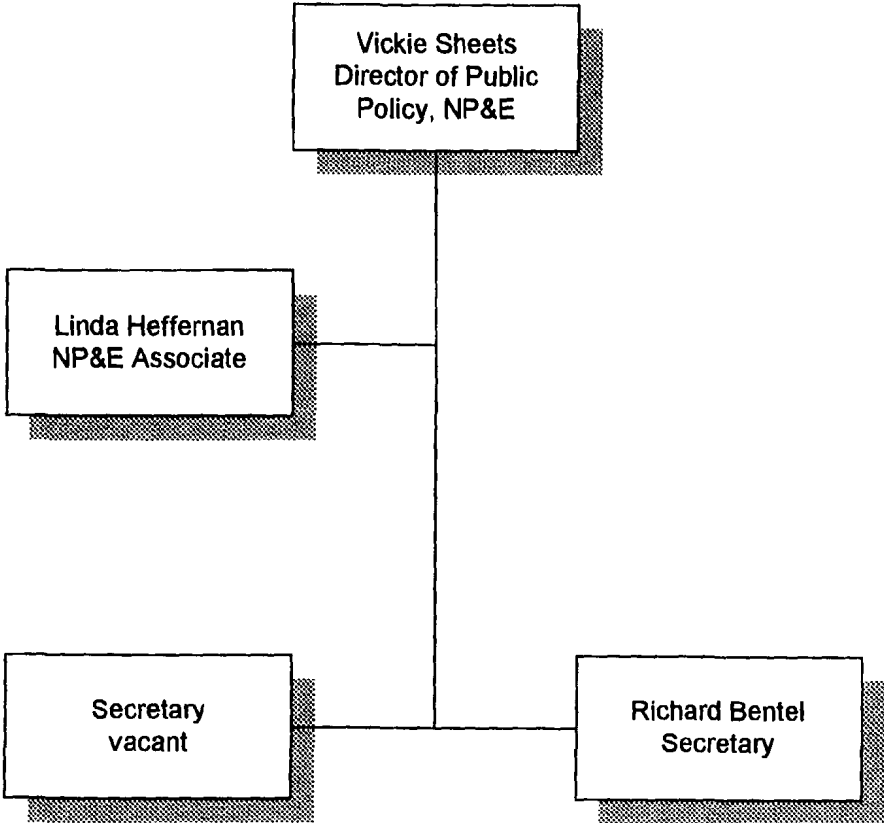 Vickie Sheets
Director of Public
Policy, NP&E
Linda Heffernan
NP&E Associate
Secretary
vacant
Richard Bentel
Secretary